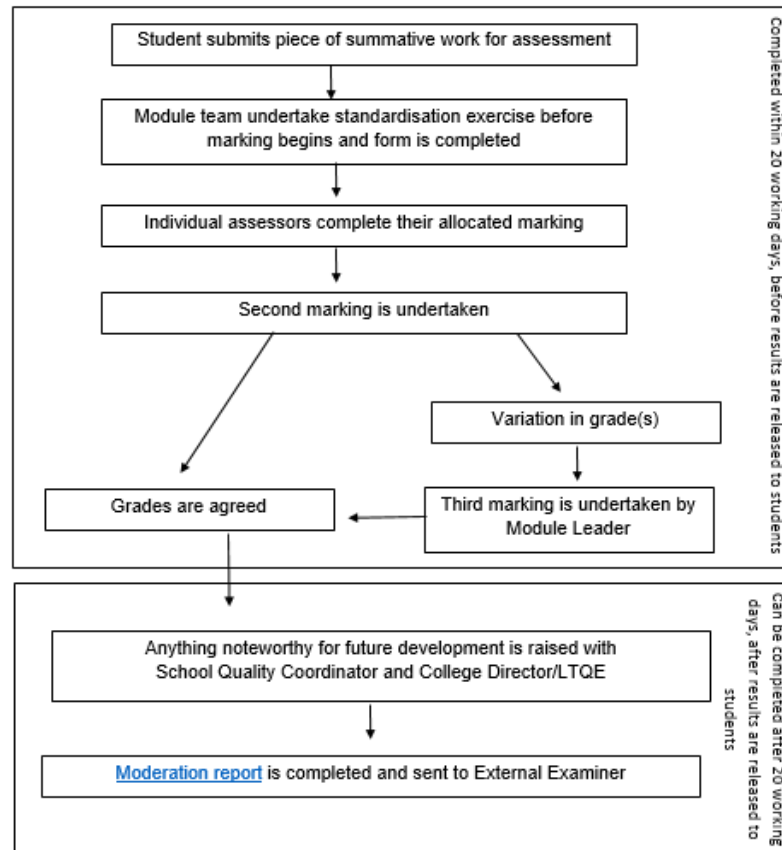 Student submits piece of summative work for assessment
Module team undertake standardisation exercise before
marking begins and form is completed
Individual assessors complete their allocated marking
Second marking is undertaken
Variation in grade(s)
Grades are agreed
Third marking is undertaken by
Module Leader
Completed within 20 working days, before results are released to students
Anything noteworthy for future development is raised with
School Quality Coordinator and College Director/LTQE
Moderation report is completed and sent to External Examiner
Can be completed after 20 working
days, after results are released to
students